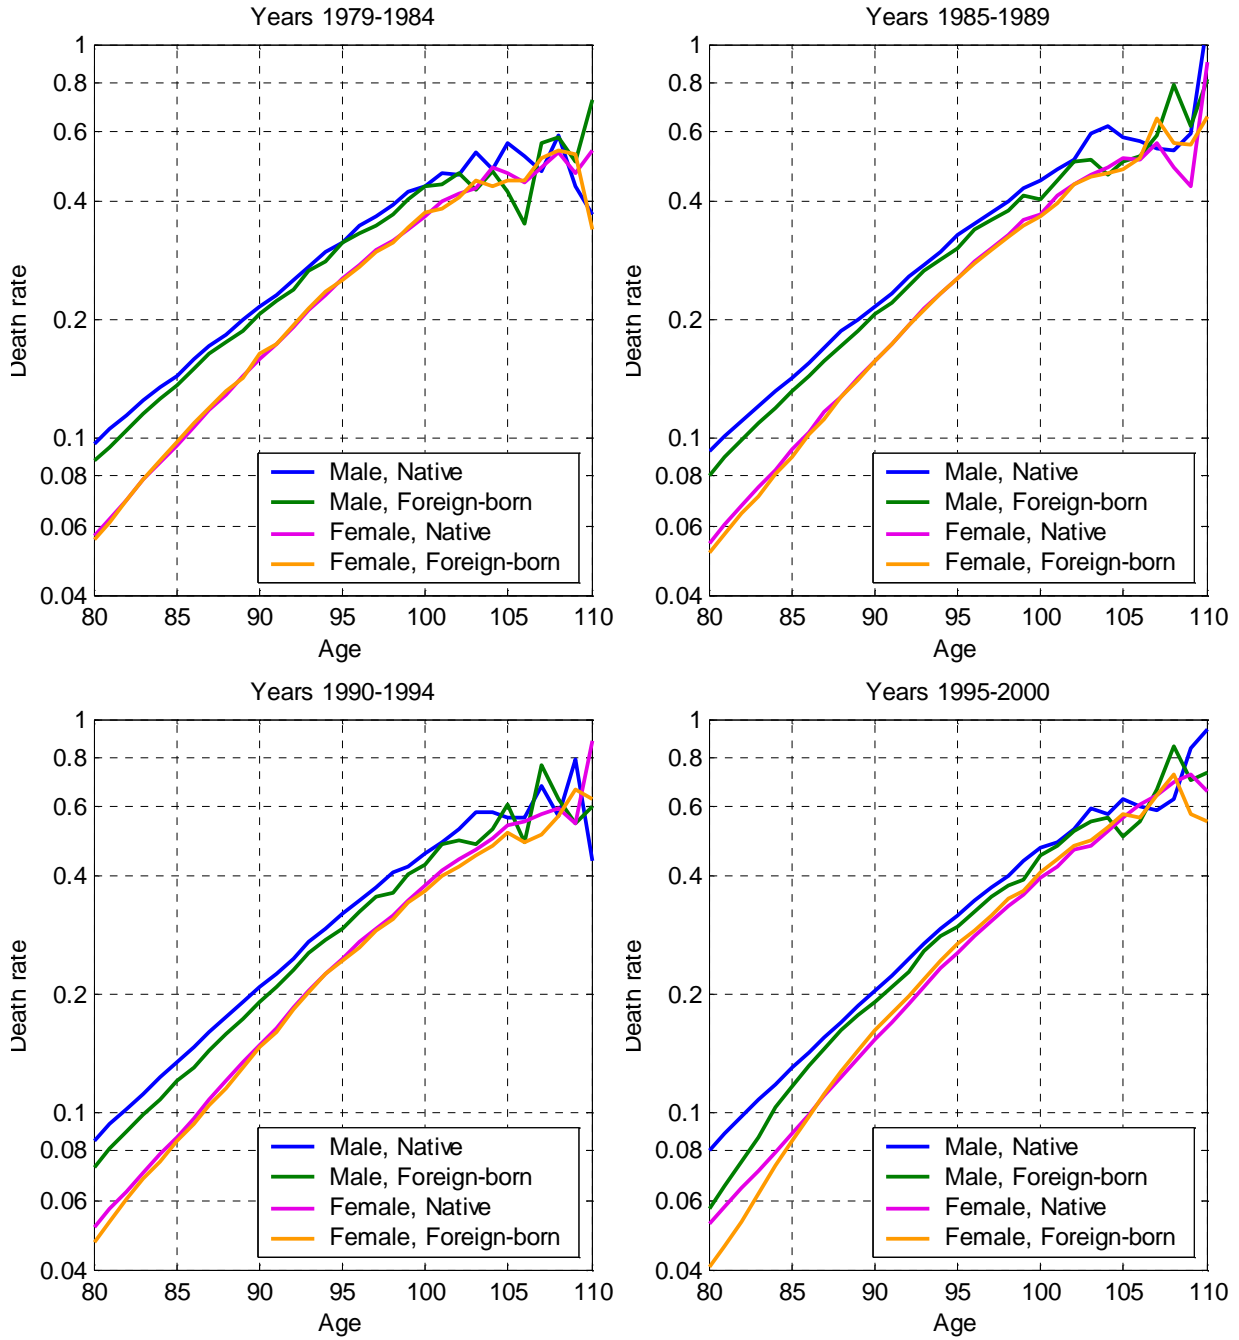 Years 1979-1984
1
0.8
0.6
0.4
0.2
0.1
0.08
0.06
0.04
Death rate
80 85 90 95 100 105 110
Age
Male, Native
Male, Foreign-born
Female, Native
Female, Foreign-born
Years 1985-1989
1
0.8
0.6
0.4
0.2
0.1
0.08
0.06
0.04
Death rate
80 85 90 95 100 105 110
Age
Male, Native
Male, Foreign-born
Female, Native
Female, Foreign-born
Years 1990-1994
1
0.8
0.6
0.4
0.2
0.1
0.08
0.06
0.04
Death rate
80 85 90 95 100 105 110
Age
Male, Native
Male, Foreign-born
Female, Native
Female, Foreign-born
Years 1995-2000
1
0.8
0.6
0.4
0.2
0.1
0.08
0.06
0.04
Death rate
80 85 90 95 100 105 110
Age
Male, Native
Male, Foreign-born
Female, Native
Female, Foreign-born